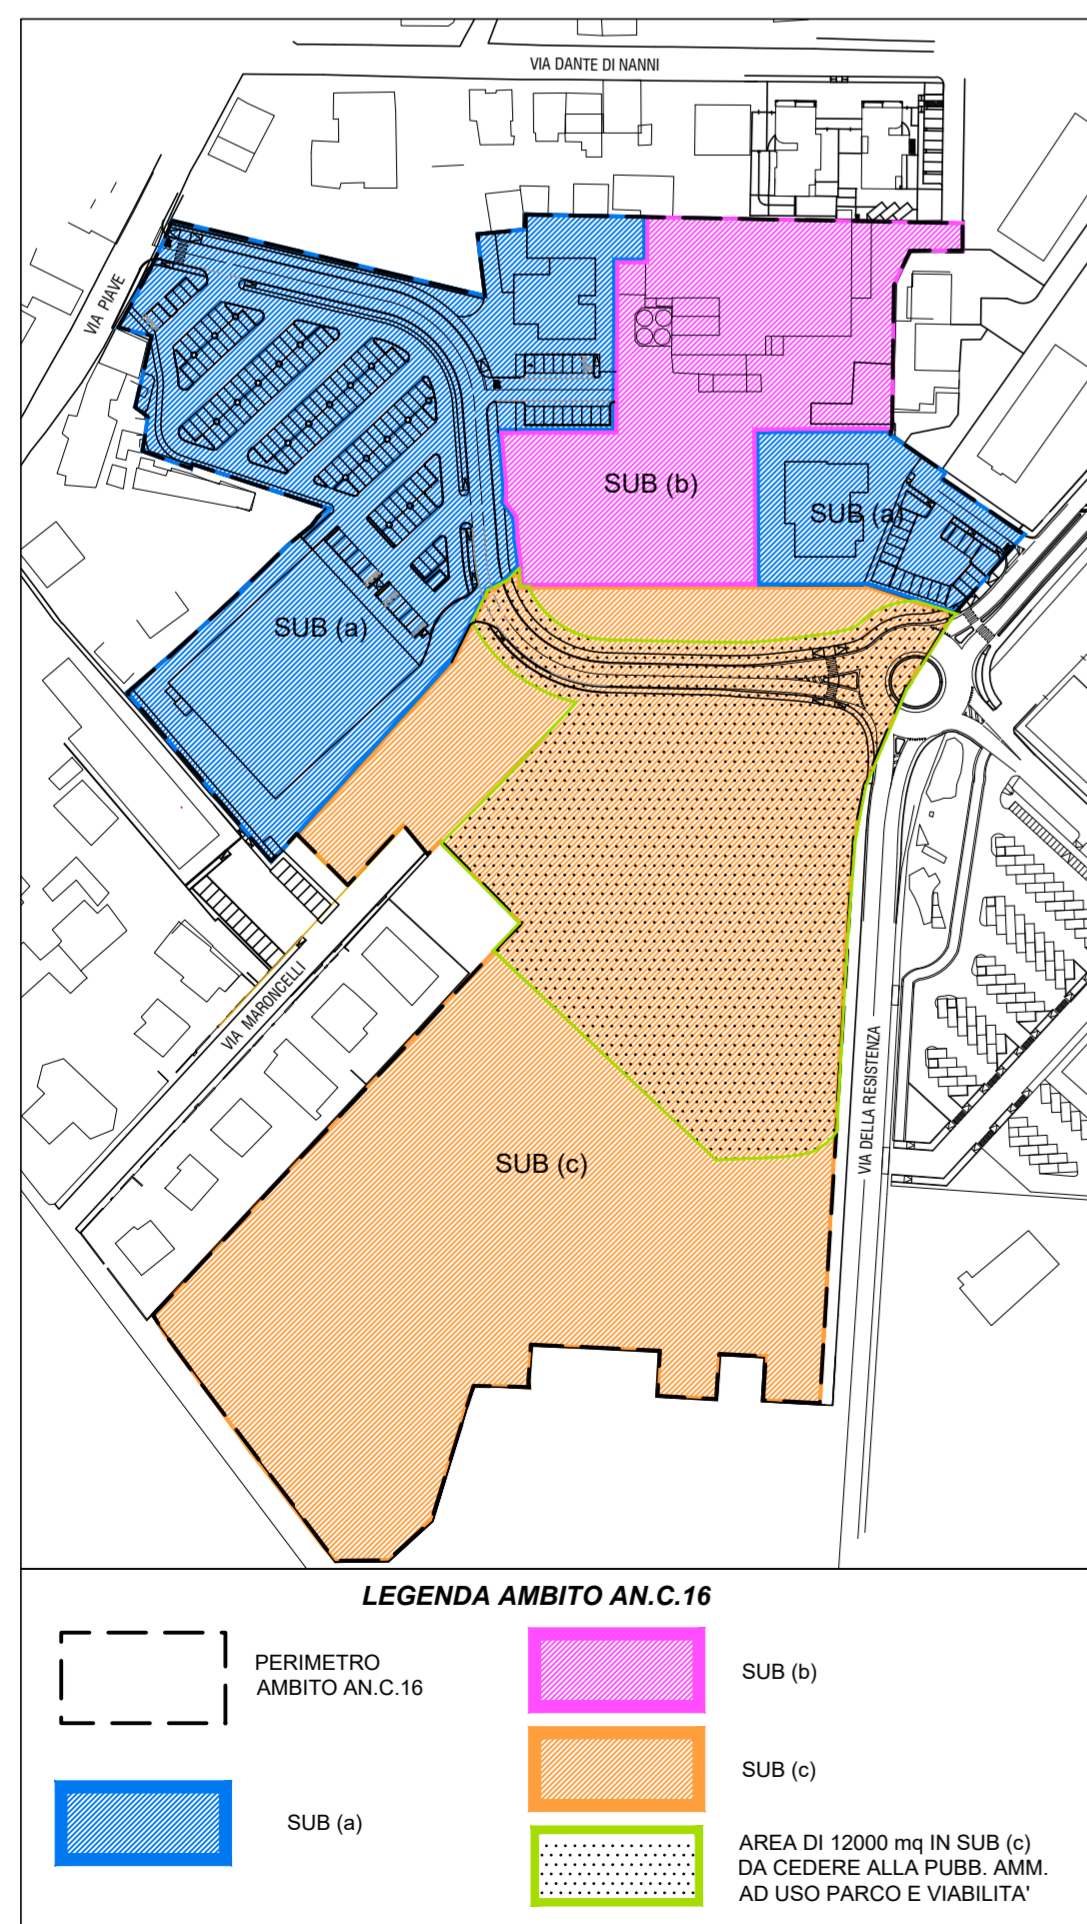 VIA DANTE DI NANNI
VIA PIAVE
SUB (b)
SUB (a)
SUB (a)
VIA MARONCELLI
VIA DELLA RESISTENZA
SUB (c)
LEGENDA AMBITO AN.C.16
PERIMETRO
AMBITO AN.C.16
SUB (b)
SUB (c)
SUB (a)
AREA DI 12000 mq IN SUB (c)
DA CEDERE ALLA PUBB. AMM.
AD USO PARCO E VIABILITA'